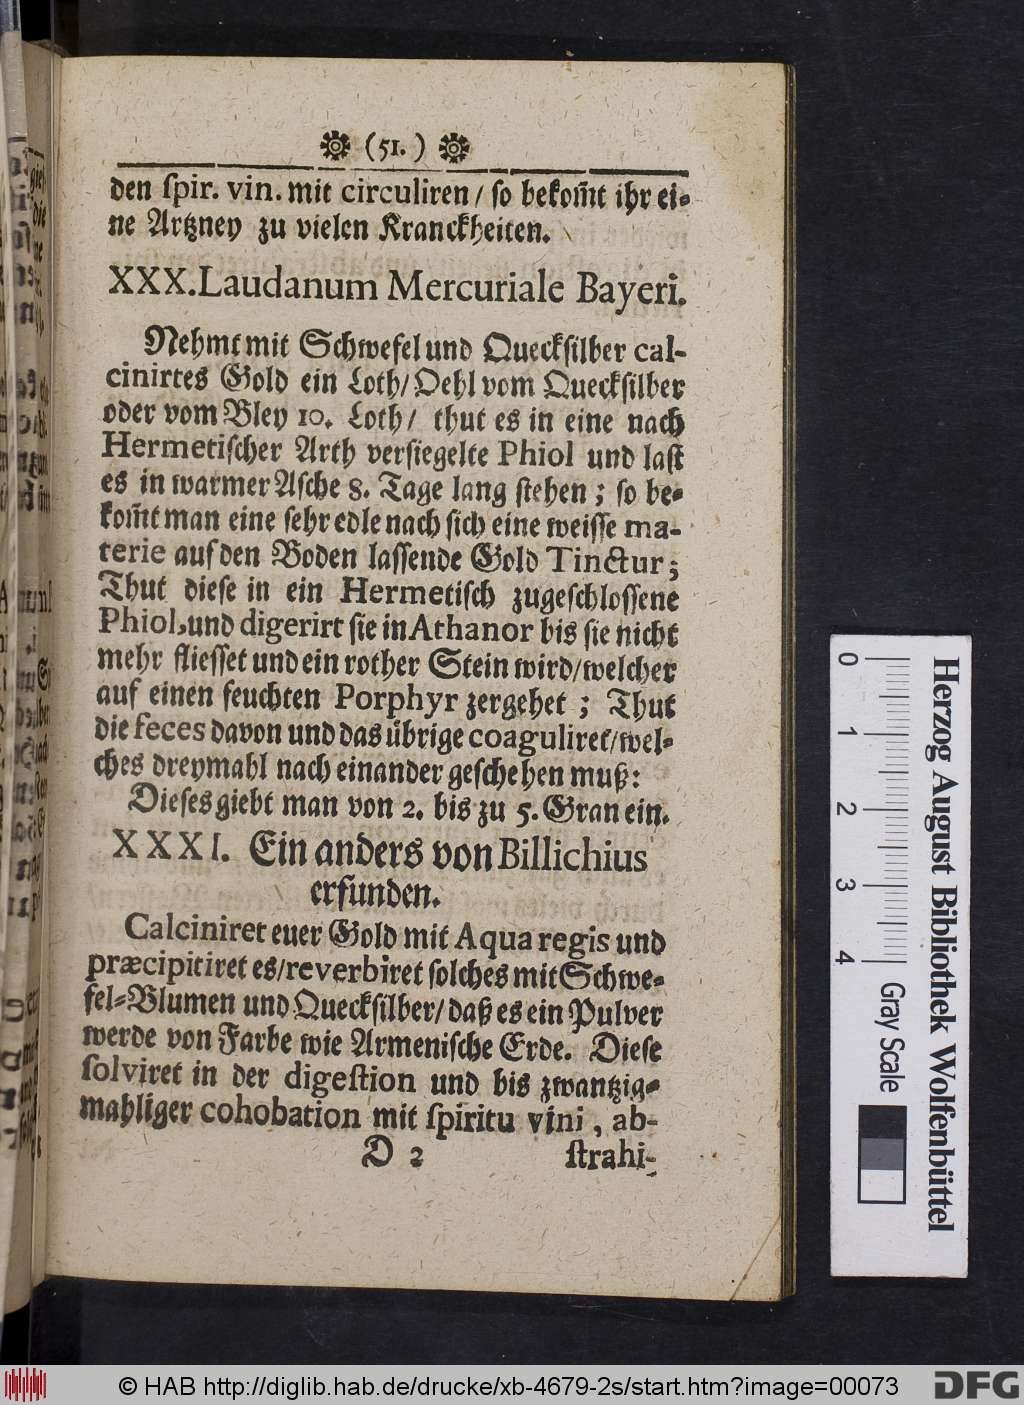 (51.)
den ſpir. vin. mit circuliren / ſo bekom̃t ihr ei⸗
ne Artzney zu vielen Kranckheiten.
XXX. Laudanum Mercuriale Bayeri.
Nehmt mit Schwefel und Queckſilber cal-
cinirtes Gold ein Loth/ Oehl vom Queckſilber
oder vom Bley 10. Loth/ thut es in eine nach
Hermetiſcher Arth verſiegelte Phiol und laſt
es in warmer Aſche 8. Tage lang ſtehen; ſo be⸗
kom̃t man eine ſehr edle nach ſich eine weiſſe ma-
terie auf den Boden laſſende Gold Tinctur;
Thut dieſe in ein Hermetiſch zugeſchloſſene
Phiol, und digerirt ſie in Athanor bis ſie nicht
mehr flieſſet und ein rother Stein wird/ welcher
auf einen feuchten Porphyr zergehet; Thut
die feces davon und das übrige coaguliret/ wel⸗
ches dreymahl nach einander geſchehen muß:
Dieſes giebt man von 2. bis zu 5. Gran ein.
XXXI. Ein anders von Billichius
erfunden.
Calciniret euer Gold mit Aqua regis und
præcipitiret es/ reverbiret ſolches mit Schwe⸗
fel⸗Blumen und Queckſilber/ daß es ein Pulver
werde von Farbe wie Armeniſche Erde. Dieſe
ſolviret in der digeſtion und bis zwantzig⸗
mahliger cohobation mit ſpiritu vini, ab-
D 2 ſtrahi-
0 1 2 3 4
Gray Scale
Herzog August Bibliothek Wolfenbüttel
© HAB http://diglib.hab.de/drucke/xb-4679-2s/start.htm?image=00073
DFG